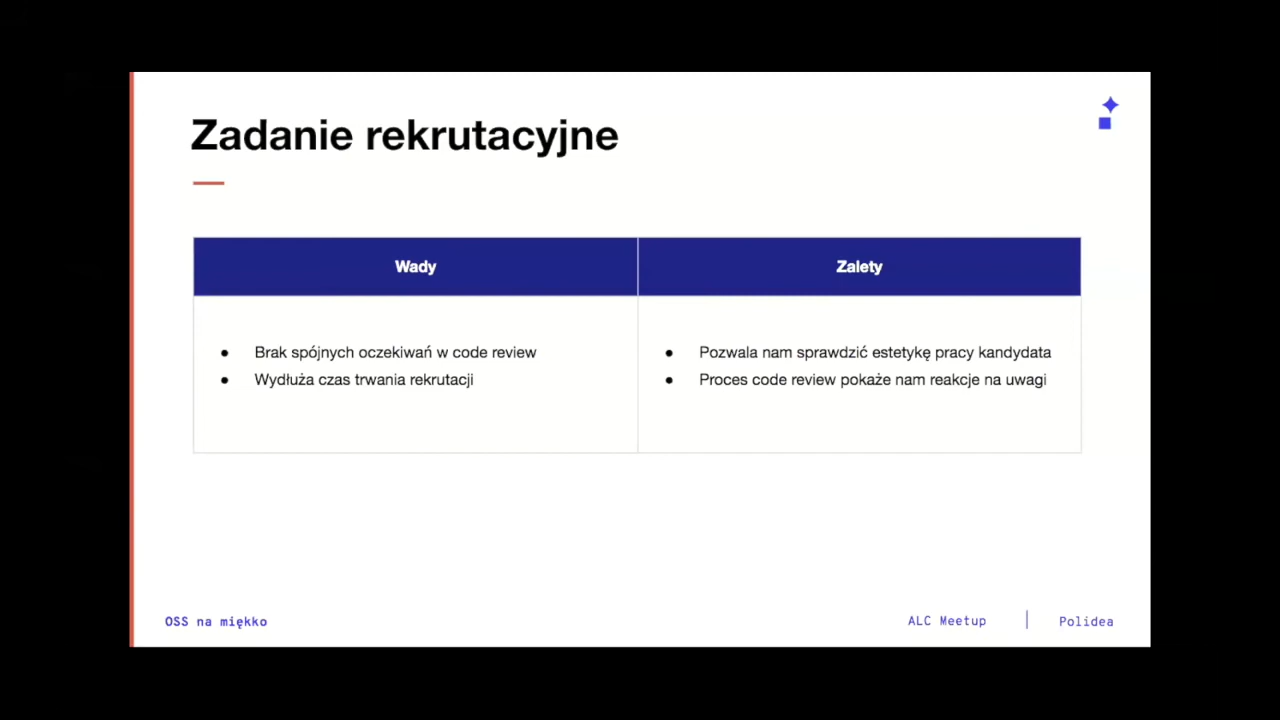 Zadanie rekrutacyjne
Wady
Zalety
● Brak spójnych oczekiwań w code review
● Wydłuża czas trwania rekrutacji
● Pozwala nam sprawdzić estetykę pracy kandydata
● Proces code review pokaże nam reakcje na uwagi
OSS na miękko
ALC Meetup | Polidea